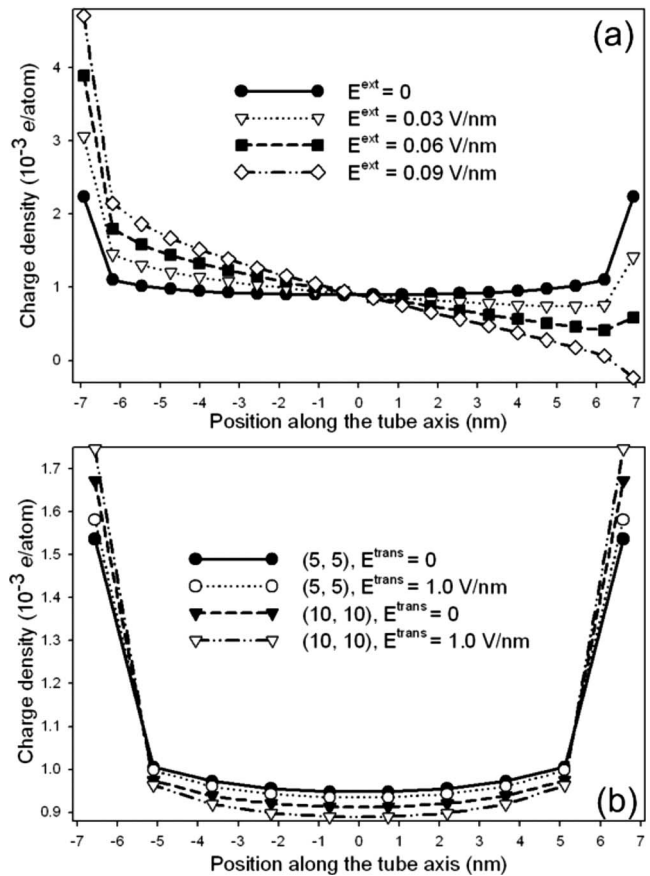 (a)
E^ext = 0
E^ext = 0.03 V/nm
E^ext = 0.06 V/nm
E^ext = 0.09 V/nm
Charge density (10^-3 e/atom)
4
3
2
1
0
-7 -6 -5 -4 -3 -2 -1 0 1 2 3 4 5 6 7
Position along the tube axis (nm)
Charge density (10^-3 e/atom)
1.7
1.6
1.5
1.4
1.3
1.2
1.1
1.0
0.9
(5, 5), E^trans = 0
(5, 5), E^trans = 1.0 V/nm
(10, 10), E^trans = 0
(10, 10), E^trans = 1.0 V/nm
(b)
-7 -6 -5 -4 -3 -2 -1 0 1 2 3 4 5 6 7
Position along the tube axis (nm)